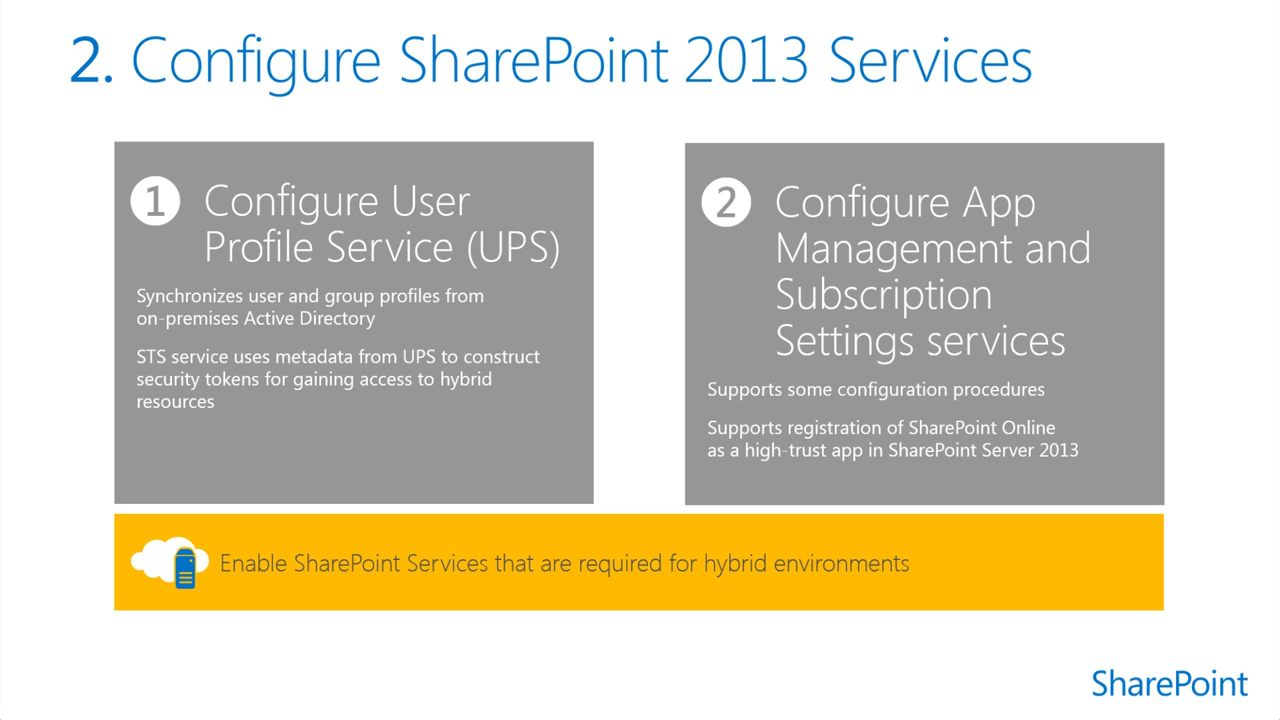 2. Configure SharePoint 2013 Services
1 Configure User
Profile Service (UPS)
Synchronizes user and group profiles from
on-premises Active Directory
STS service uses metadata from UPS to construct
security tokens for gaining access to hybrid
resources
2 Configure App
Management and
Subscription
Settings services
Supports some configuration procedures
Supports registration of SharePoint Online
as a high-trust app in SharePoint Server 2013
Enable SharePoint Services that are required for hybrid environments
SharePoint